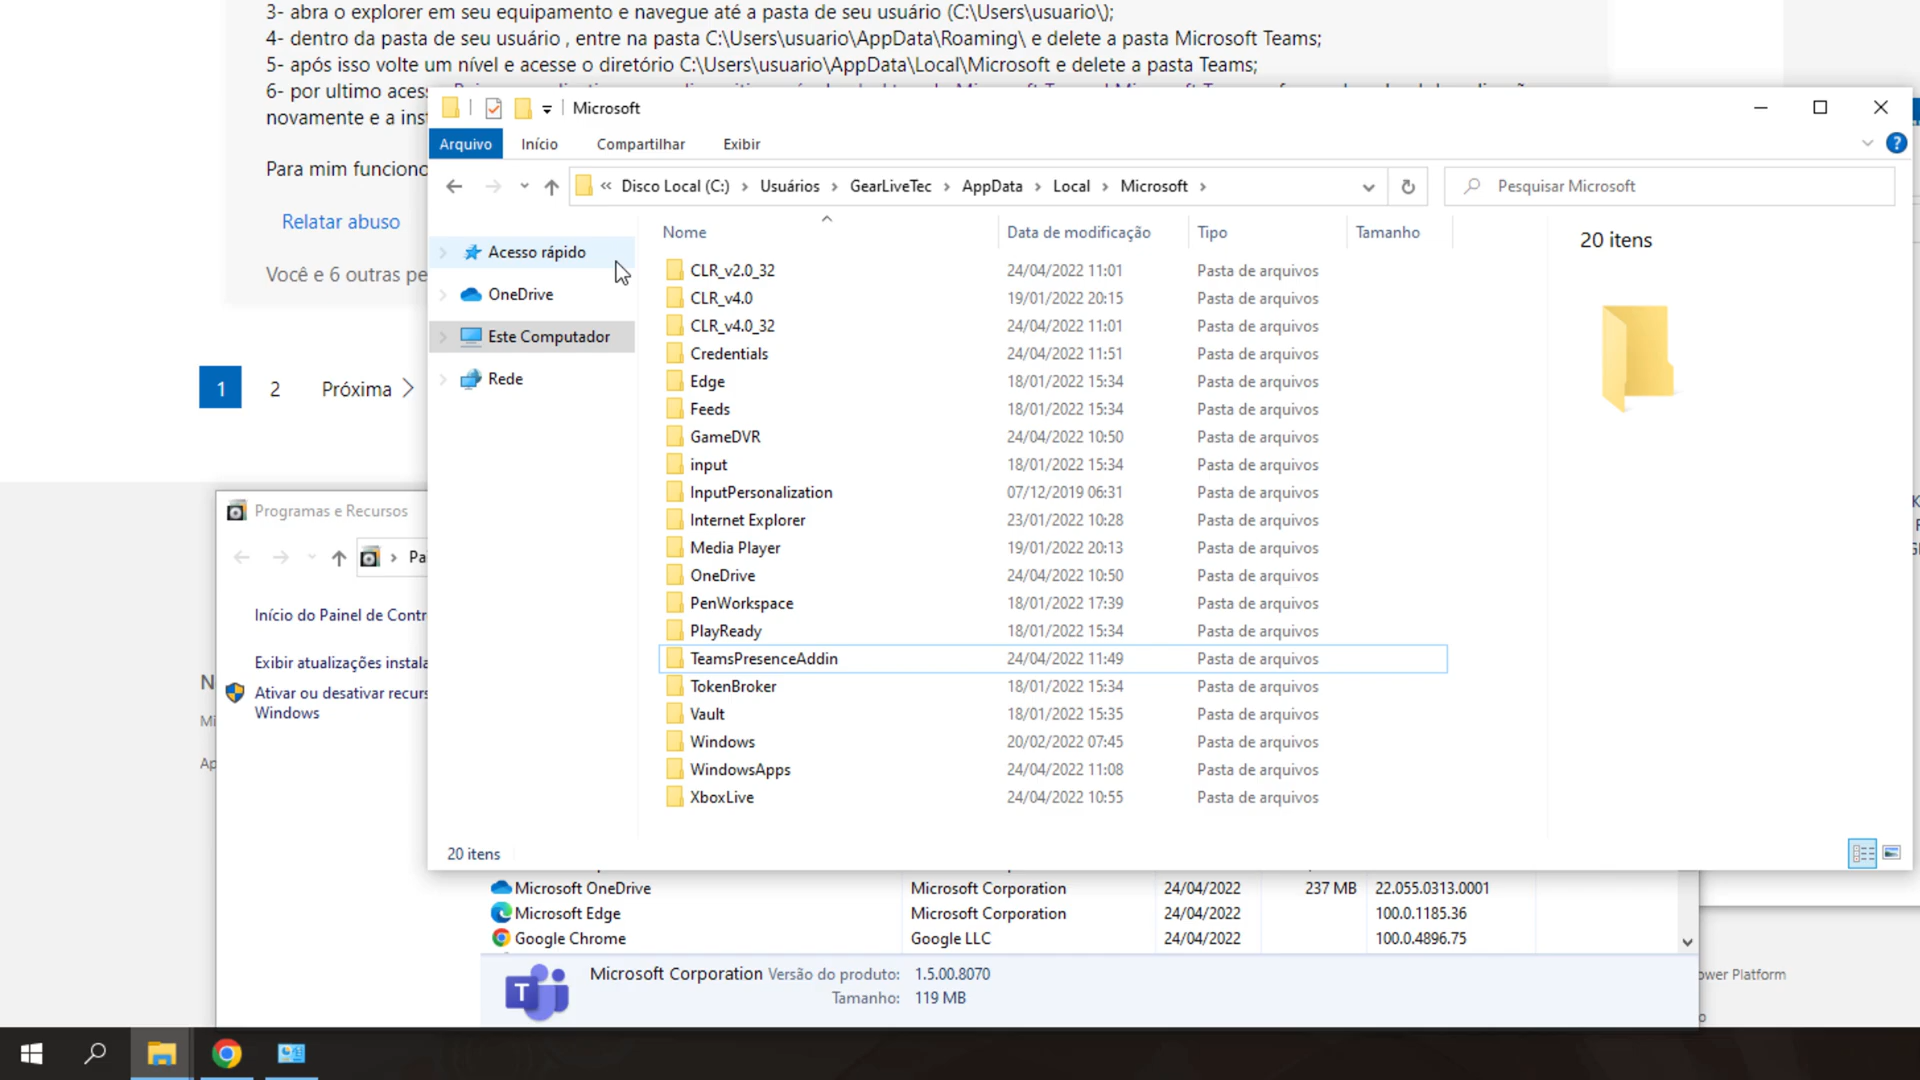 3- abra o explorer em seu equipamento e navegue até a pasta de seu usuário (C:\Users\usuario\);
4- dentro da pasta de seu usuário , entre na pasta C:\Users\usuario\AppData\Roaming\ e delete a pasta Microsoft Teams;
5- após isso volte um nível e acesse o diretório C:\Users\usuario\AppData\Local\Microsoft e delete a pasta Teams;
6- por ultimo aces
novamente e a inst
Para mim funciono
Relatar abuso
Você e 6 outras pe
1 2 Próxima
Microsoft
Arquivo Início Compartilhar Exibir
« Disco Local (C:) › Usuários › GearLiveTec › AppData › Local › Microsoft ›
Pesquisar Microsoft
Acesso rápido
OneDrive
Este Computador
Rede
Nome Data de modificação Tipo Tamanho
CLR_v2.0_32 24/04/2022 11:01 Pasta de arquivos
CLR_v4.0 19/01/2022 20:15 Pasta de arquivos
CLR_v4.0_32 24/04/2022 11:01 Pasta de arquivos
Credentials 24/04/2022 11:51 Pasta de arquivos
Edge 18/01/2022 15:34 Pasta de arquivos
Feeds 18/01/2022 15:34 Pasta de arquivos
GameDVR 24/04/2022 10:50 Pasta de arquivos
input 18/01/2022 15:34 Pasta de arquivos
InputPersonalization 07/12/2019 06:31 Pasta de arquivos
Internet Explorer 23/01/2022 10:28 Pasta de arquivos
Media Player 19/01/2022 20:13 Pasta de arquivos
OneDrive 24/04/2022 10:50 Pasta de arquivos
PenWorkspace 18/01/2022 17:39 Pasta de arquivos
PlayReady 18/01/2022 15:34 Pasta de arquivos
TeamsPresenceAddin 24/04/2022 11:49 Pasta de arquivos
TokenBroker 18/01/2022 15:34 Pasta de arquivos
Vault 18/01/2022 15:35 Pasta de arquivos
Windows 20/02/2022 07:45 Pasta de arquivos
WindowsApps 24/04/2022 11:08 Pasta de arquivos
XboxLive 24/04/2022 10:55 Pasta de arquivos
20 itens
20 itens
Programas e Recursos
Pa
Início do Painel de Contr
Exibir atualizações instala
Ativar ou desativar recurs
Windows
N
Mi
Ap
Microsoft OneDrive Microsoft Corporation 24/04/2022 237 MB 22.055.0313.0001
Microsoft Edge Microsoft Corporation 24/04/2022 100.0.1185.36
Google Chrome Google LLC 24/04/2022 100.0.4896.75
T
Microsoft Corporation Versão do produto: 1.5.00.8070
Tamanho: 119 MB
ower Platform